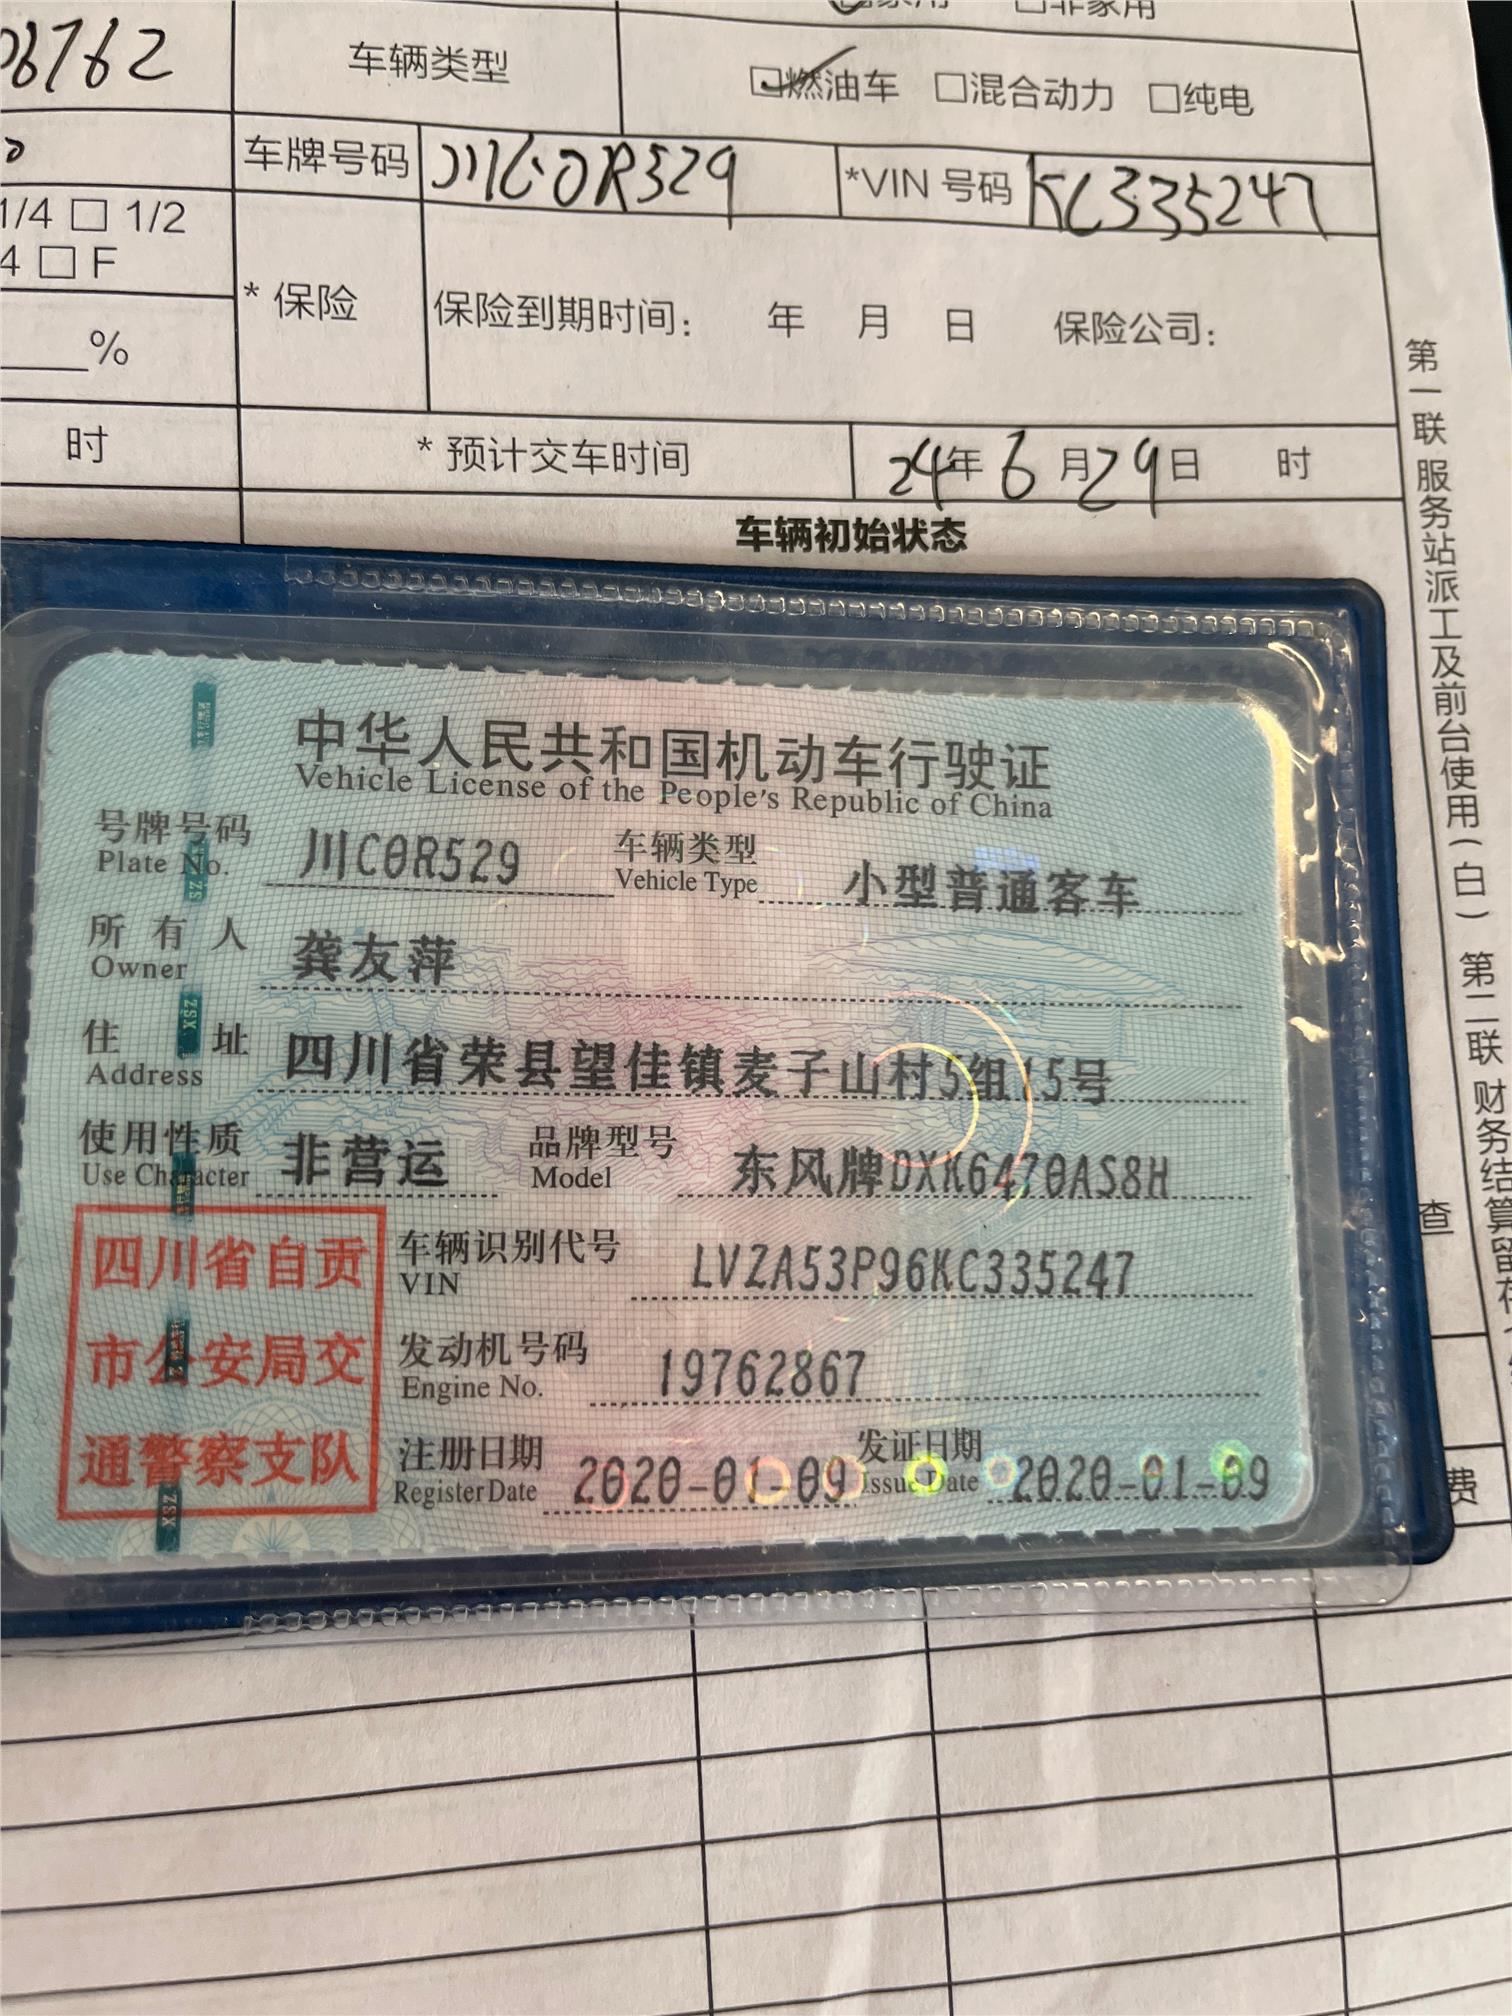 家用 □非家用
08762 车辆类型 ☑燃油车 □混合动力 □纯电
车牌号码 川C·0R529 *VIN 号码 KC335247
1/4 □ 1/2
4 □ F
* 保险 保险到期时间： 年 月 日 保险公司：
%
时 * 预计交车时间 24年6月29日 时
车辆初始状态
中华人民共和国机动车行驶证
Vehicle License of the People's Republic of China
号牌号码 川C0R529 车辆类型 小型普通客车
Plate No. Vehicle Type
所有人 龚友萍
Owner
住址 四川省荣县望佳镇麦子山村5组15号
Address
使用性质 非营运 品牌型号 东风牌DXK6470AS8H
Use Character Model
四川省自贡
市公安局交
通警察支队
车辆识别代号 LVZA53P96KC335247
VIN
发动机号码 19762867
Engine No.
注册日期 2020-01-09 发证日期 2020-01-09
Register Date Issue Date
第一联 服务站派工及前台使用（白） 第二联 财务结算留存
查
费